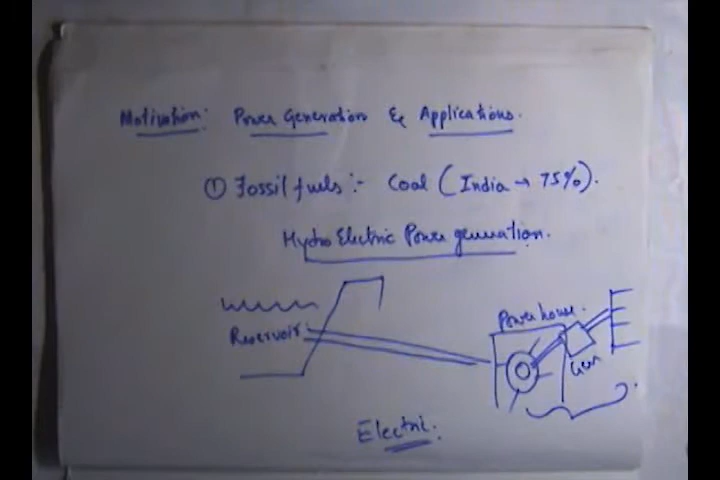 Motivation: Power Generation & Applications.
① Fossil fuels :- Coal (India → 75%).
Hydro Electric Power generation.
Reservoir
Power house.
Gen
Electric.